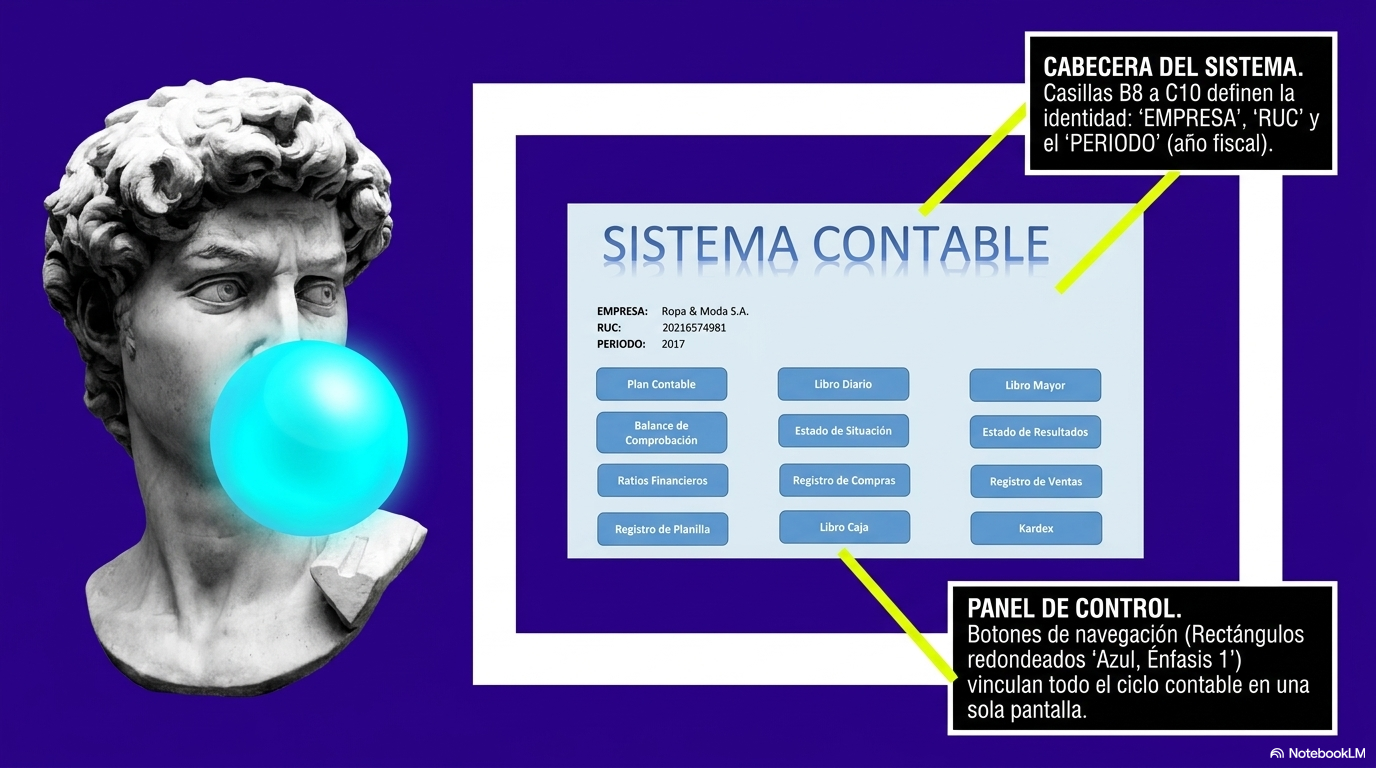 CABECERA DEL SISTEMA.
Casillas B8 a C10 definen la
identidad: ‘EMPRESA’, ‘RUC’ y
el ‘PERIODO’ (año fiscal).
SISTEMA CONTABLE
EMPRESA: Ropa & Moda S.A.
RUC: 20216574981
PERIODO: 2017
Plan Contable
Libro Diario
Libro Mayor
Balance de
Comprobación
Estado de Situación
Estado de Resultados
Ratios Financieros
Registro de Compras
Registro de Ventas
Registro de Planilla
Libro Caja
Kardex
PANEL DE CONTROL.
Botones de navegación (Rectángulos
redondeados ‘Azul, Énfasis 1’)
vinculan todo el ciclo contable en una
sola pantalla.
NotebookLM